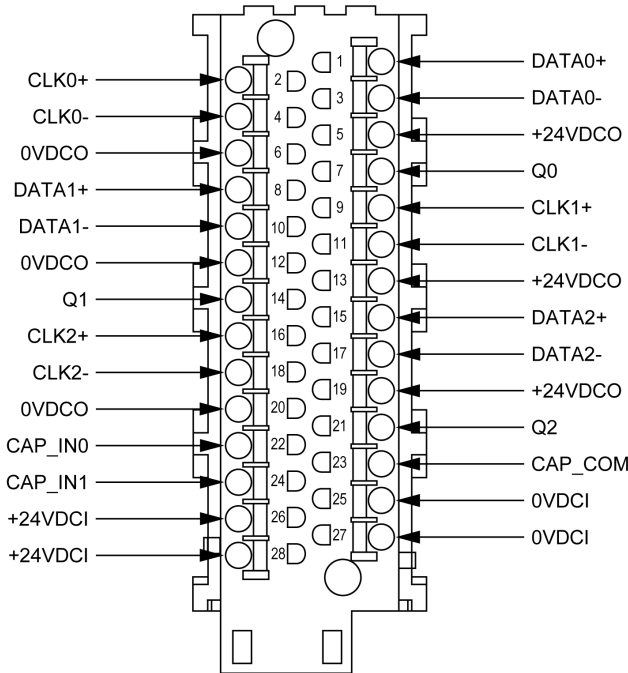 1 DATA0+
CLK0+ 2
3 DATA0-
CLK0- 4
5 +24VDCO
0VDCO 6
7 Q0
DATA1+ 8
9 CLK1+
DATA1- 10
11 CLK1-
0VDCO 12
13 +24VDCO
Q1 14
15 DATA2+
CLK2+ 16
17 DATA2-
CLK2- 18
19 +24VDCO
0VDCO 20
21 Q2
CAP_IN0 22
23 CAP_COM
CAP_IN1 24
25 0VDCI
+24VDCI 26
27 0VDCI
+24VDCI 28